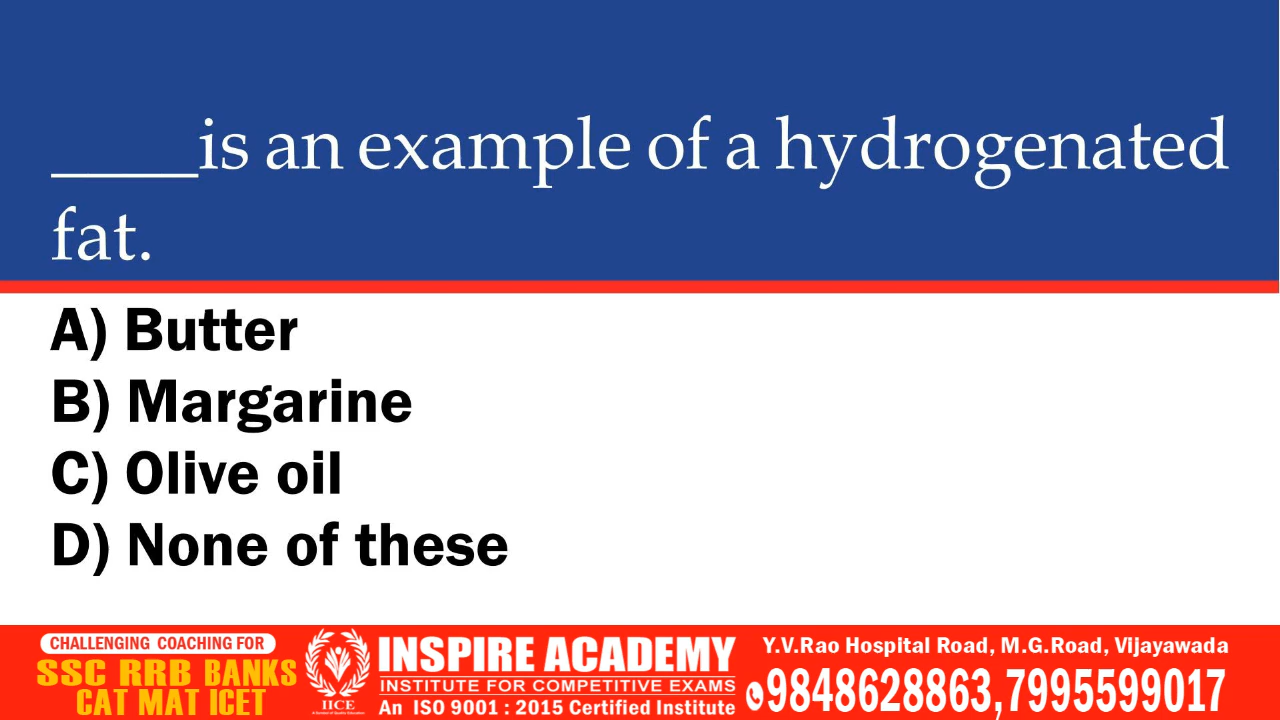 ____is an example of a hydrogenated
fat.
A) Butter
B) Margarine
C) Olive oil
D) None of these
CHALLENGING COACHING FOR
SSC RRB BANKS
CAT MAT ICET
IICE
INSPIRE ACADEMY
INSTITUTE FOR COMPETITIVE EXAMS
An ISO 9001 : 2015 Certified Institute
Y.V.Rao Hospital Road, M.G.Road, Vijayawada
9848628863,7995599017